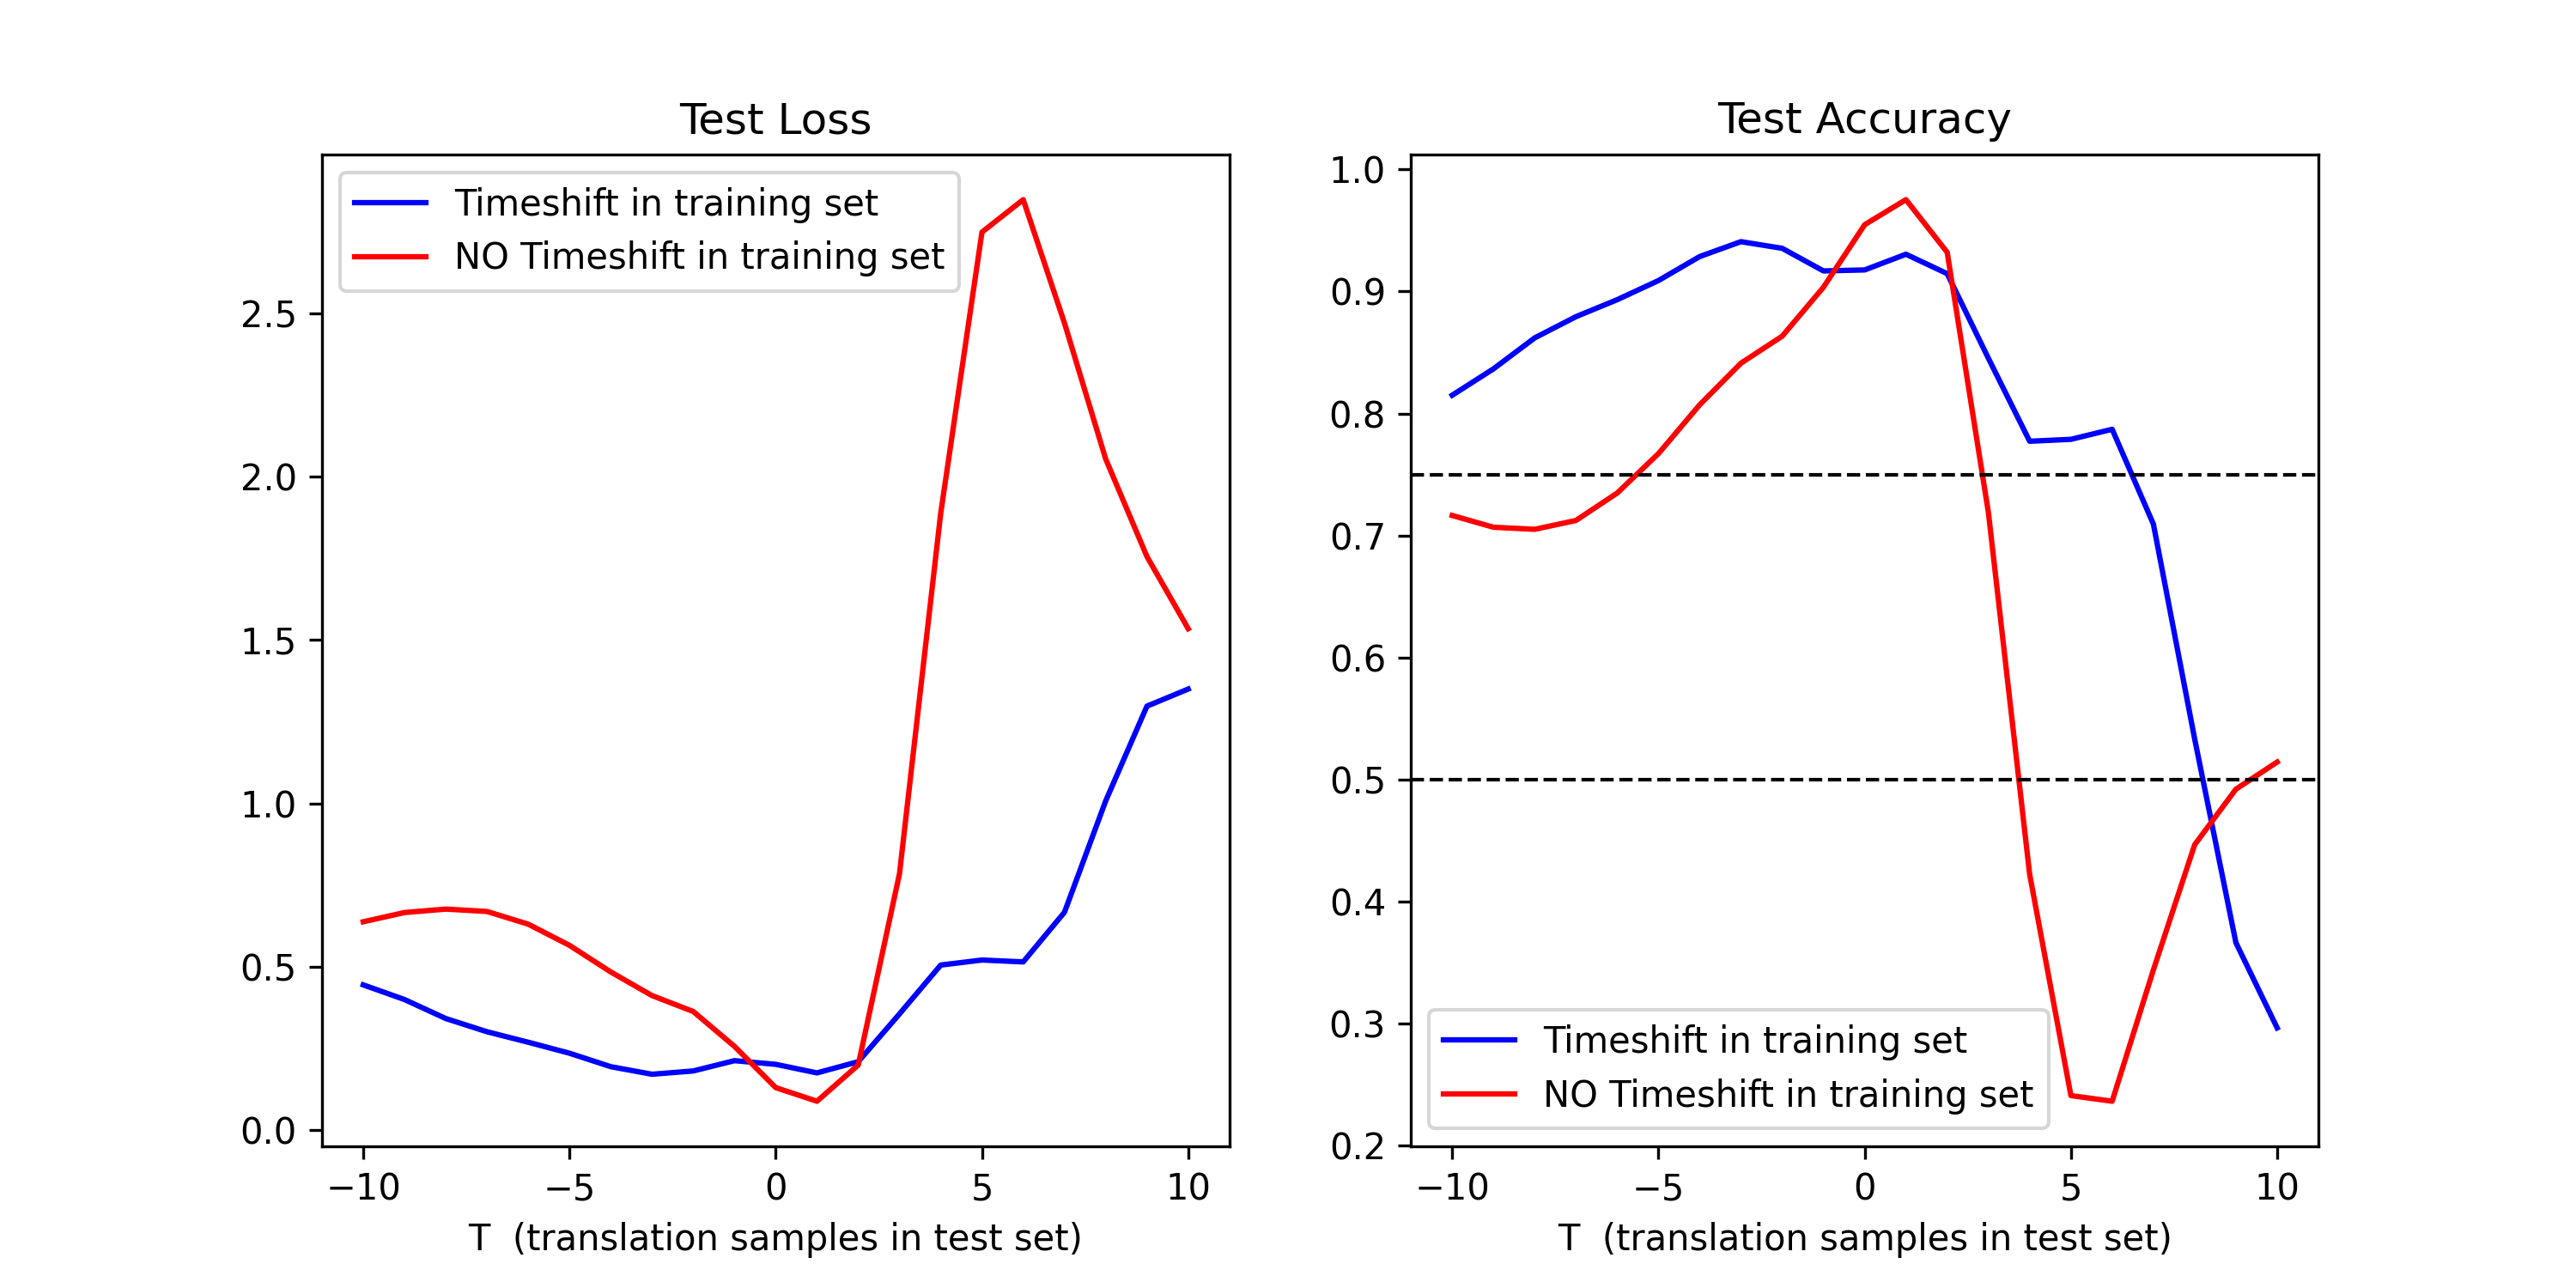 Test Loss
Timeshift in training set
NO Timeshift in training set
2.5
2.0
1.5
1.0
0.5
0.0
−10 −5 0 5 10
T (translation samples in test set)
Test Accuracy
1.0
0.9
0.8
0.7
0.6
0.5
0.4
0.3
0.2
Timeshift in training set
NO Timeshift in training set
−10 −5 0 5 10
T (translation samples in test set)